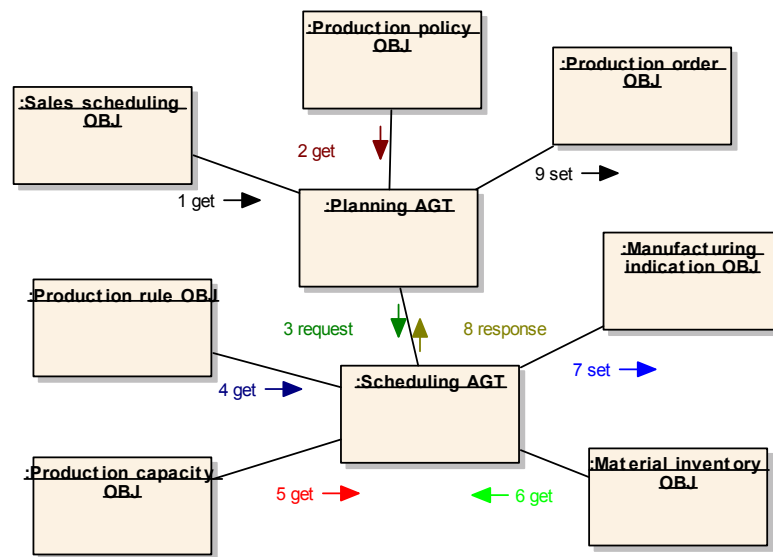 :Production policy
OBJ
:Production order
OBJ
:Sales scheduling
OBJ
2 get
9 set
1 get
:Planning AGT
:Manufacturing
indication OBJ
:Production rule OBJ
3 request
8 response
7 set
:Scheduling AGT
4 get
:Production capacity
OBJ
:Material inventory
OBJ
5 get
6 get